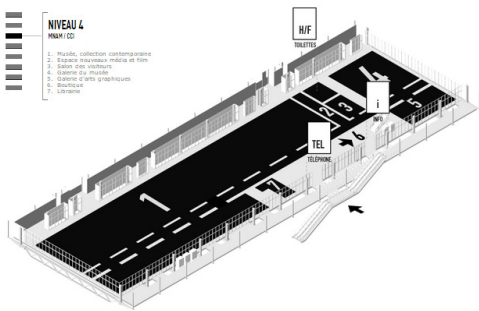 NIVEAU 4
MNAM / CCI
1. Musée, collection contemporaine
2. Espace nouveaux média et film
3. Salon des visiteurs
4. Galerie du musée
5. Galerie d'arts graphiques
6. Boutique
7. Librairie
H/F
TOILETTES
4
i
INFO
2
3
5
TEL
TÉLÉPHONE
6
7
1